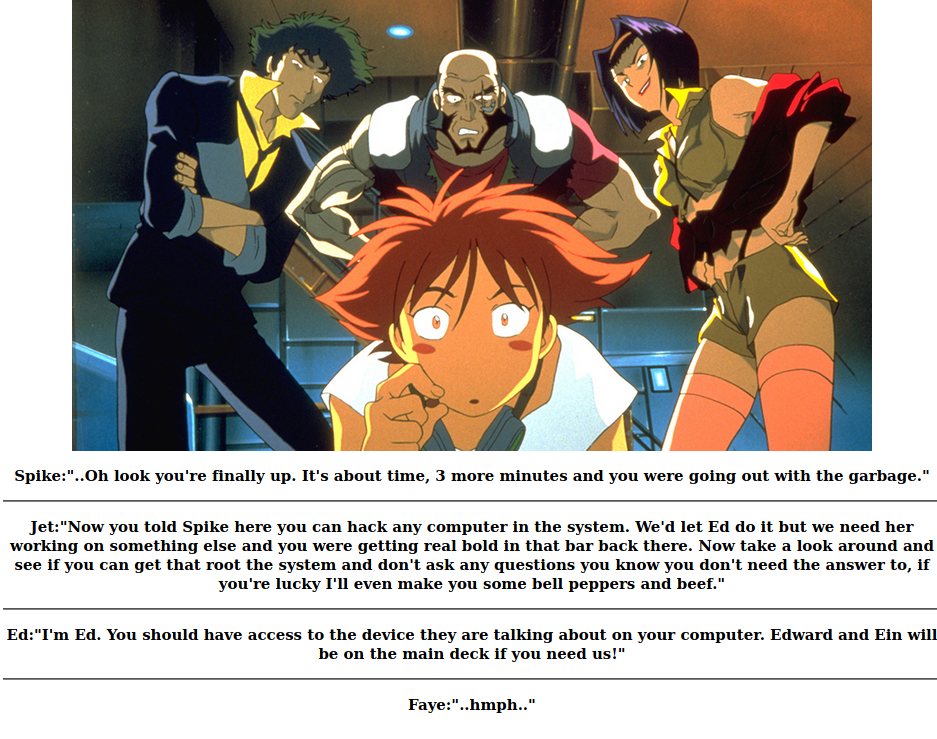 Spike:"..Oh look you're finally up. It's about time, 3 more minutes and you were going out with the garbage."
Jet:"Now you told Spike here you can hack any computer in the system. We'd let Ed do it but we need her
working on something else and you were getting real bold in that bar back there. Now take a look around and
see if you can get that root the system and don't ask any questions you know you don't need the answer to, if
you're lucky I'll even make you some bell peppers and beef."
Ed:"I'm Ed. You should have access to the device they are talking about on your computer. Edward and Ein will
be on the main deck if you need us!"
Faye:"..hmph.."